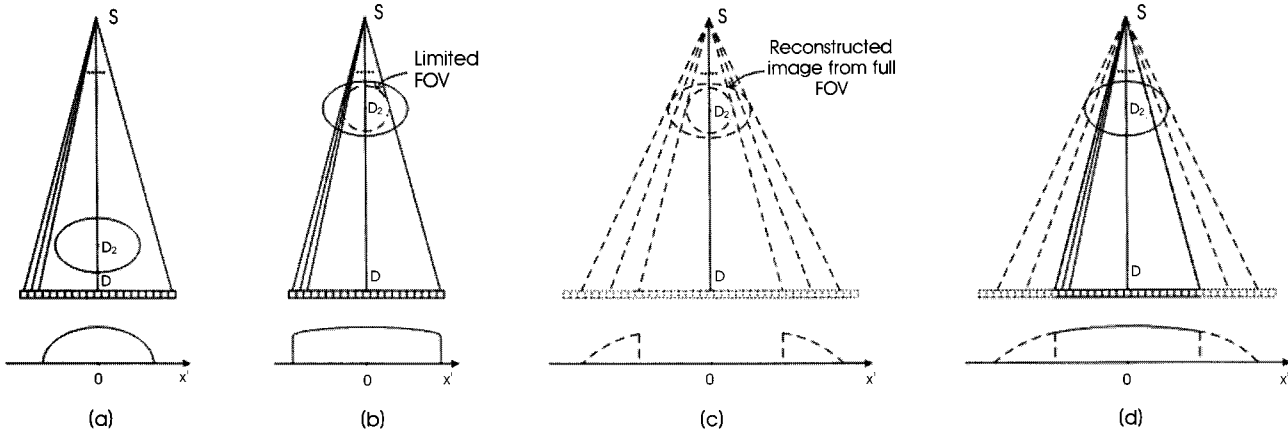 S
D₂
D
0
x'
(a)
S
Limited
FOV
D₂
D
0
x'
(b)
S
Reconstructed
image from full
FOV
D₂
D
0
x'
(c)
S
D₂
D
0
x'
(d)